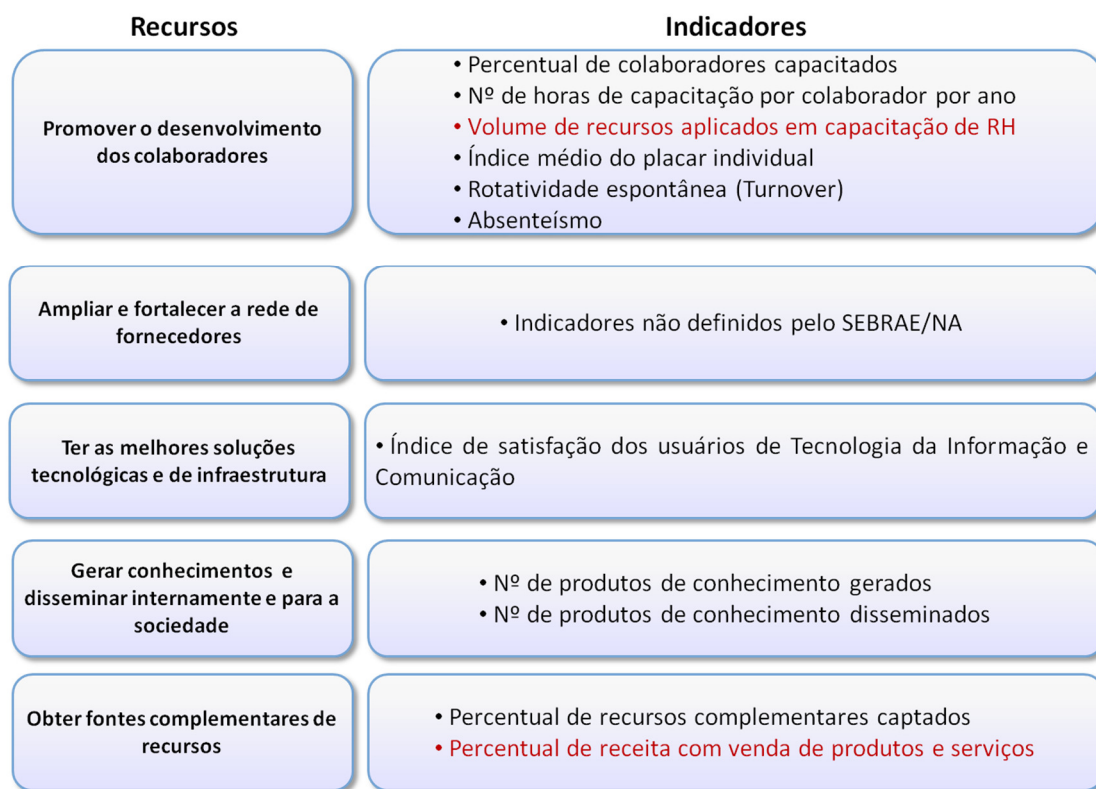 Recursos
Indicadores
Promover o desenvolvimento
dos colaboradores
• Percentual de colaboradores capacitados
• Nº de horas de capacitação por colaborador por ano
• Volume de recursos aplicados em capacitação de RH
• Índice médio do placar individual
• Rotatividade espontânea (Turnover)
• Absenteísmo
Ampliar e fortalecer a rede de
fornecedores
• Indicadores não definidos pelo SEBRAE/NA
Ter as melhores soluções
tecnológicas e de infraestrutura
• Índice de satisfação dos usuários de Tecnologia da Informação e
Comunicação
Gerar conhecimentos e
disseminar internamente e para a
sociedade
• Nº de produtos de conhecimento gerados
• Nº de produtos de conhecimento disseminados
Obter fontes complementares de
recursos
• Percentual de recursos complementares captados
• Percentual de receita com venda de produtos e serviços